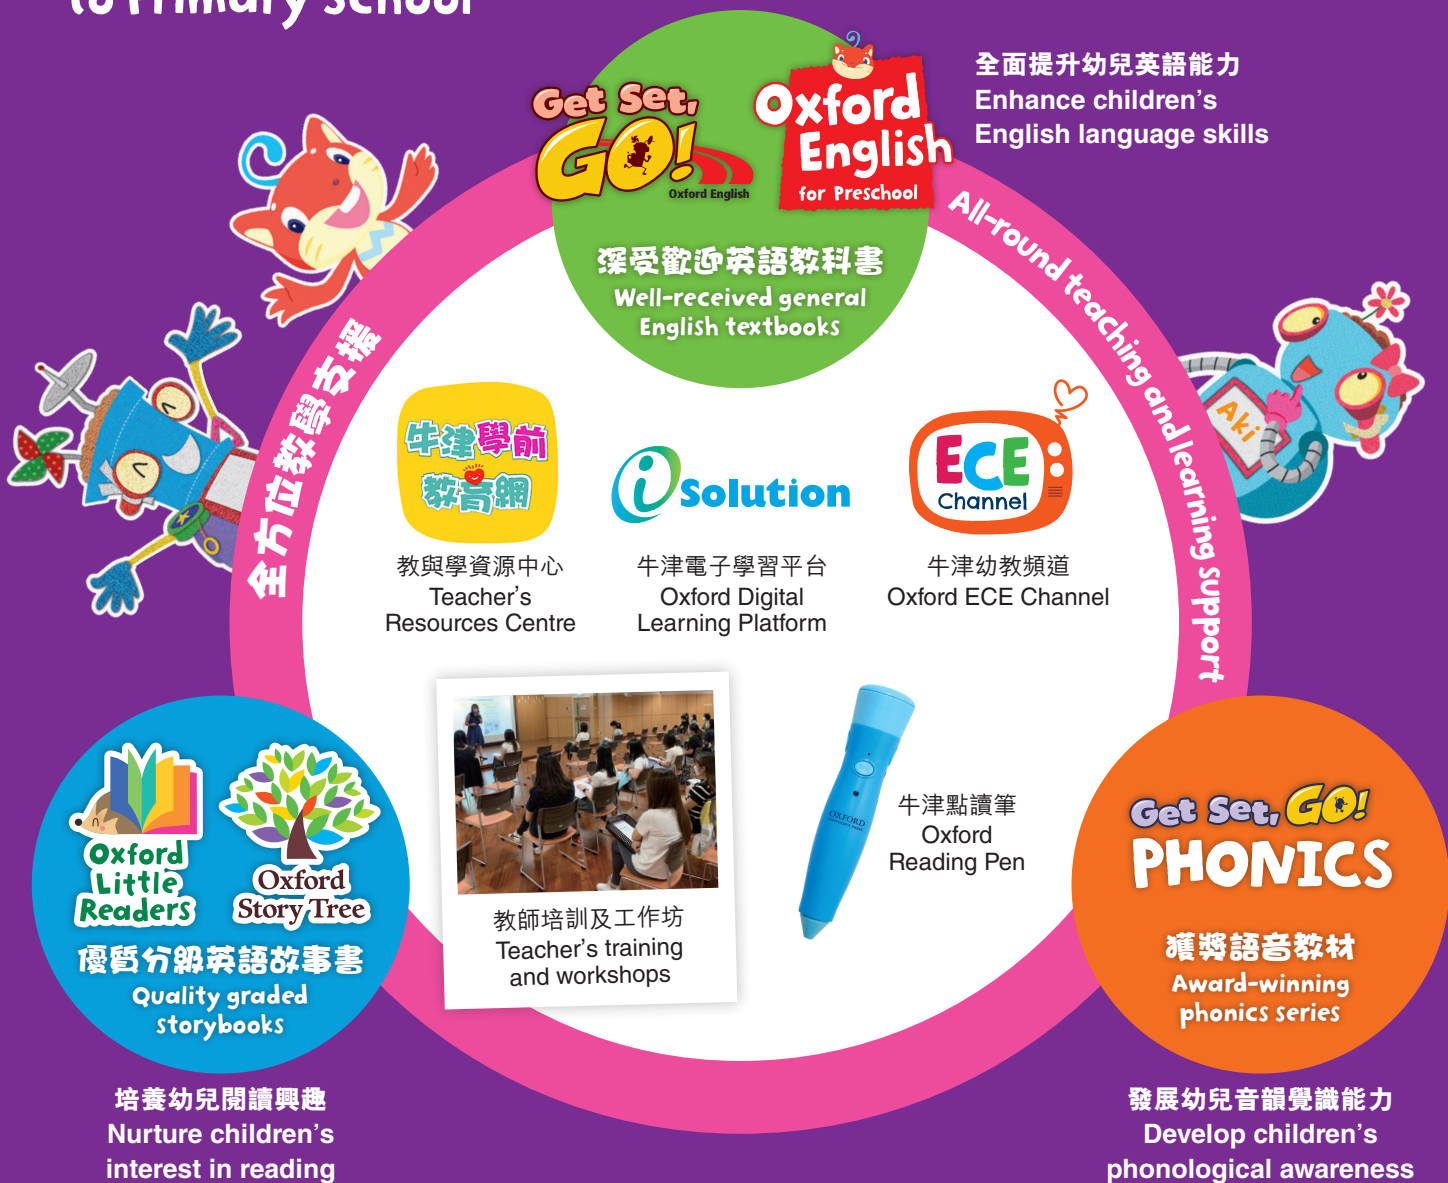 to Primary School
Get Set,
GO!
Oxford English
Oxford
English
for Preschool
全面提升幼兒英語能力
Enhance children's
English language skills
深受歡迎英語教科書
Well-received general
English textbooks
全方位教學支援
All-round teaching and learning support
牛津學前
教育網
教與學資源中心
Teacher's
Resources Centre
iSolution
牛津電子學習平台
Oxford Digital
Learning Platform
ECE
Channel
牛津幼教頻道
Oxford ECE Channel
Aki
教師培訓及工作坊
Teacher's training
and workshops
OXFORD
UNIVERSITY PRESS
牛津點讀筆
Oxford
Reading Pen
Oxford
Little
Readers
Oxford
Story Tree
優質分級英語故事書
Quality graded
storybooks
培養幼兒閱讀興趣
Nurture children's
interest in reading
Get Set, GO!
PHONICS
獲獎語音教材
Award-winning
phonics series
發展幼兒音韻覺識能力
Develop children's
phonological awareness